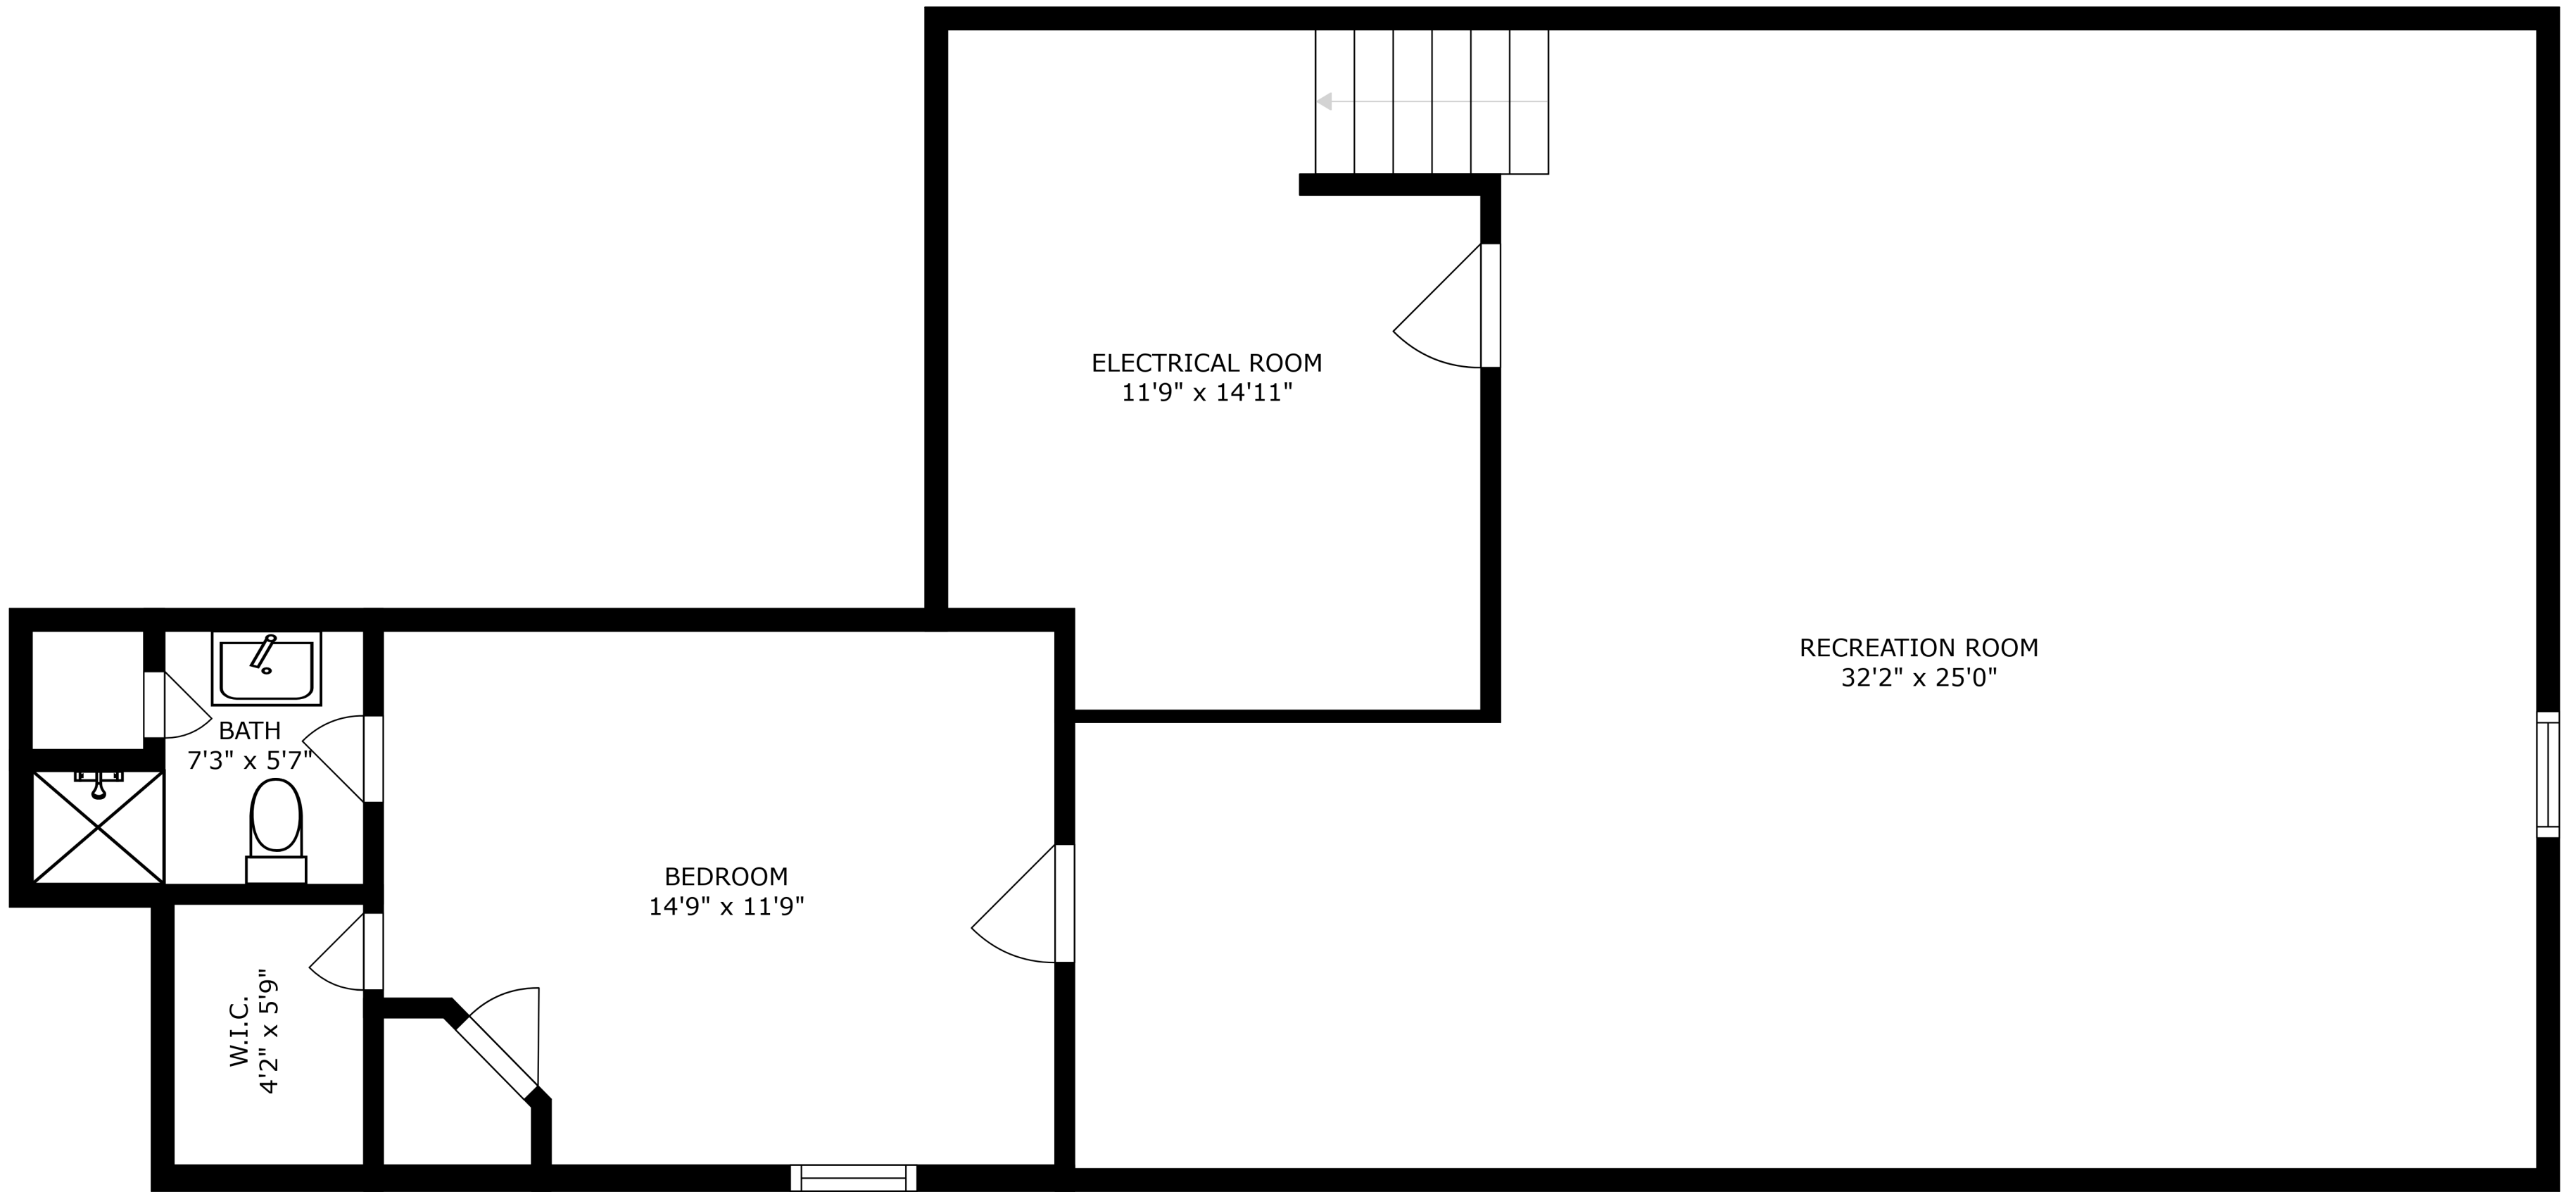 ELECTRICAL ROOM
11'9" x 14'11"
RECREATION ROOM
32'2" x 25'0"
BATH
7'3" x 5'7"
BEDROOM
14'9" x 11'9"
W.I.C.
4'2" x 5'9"